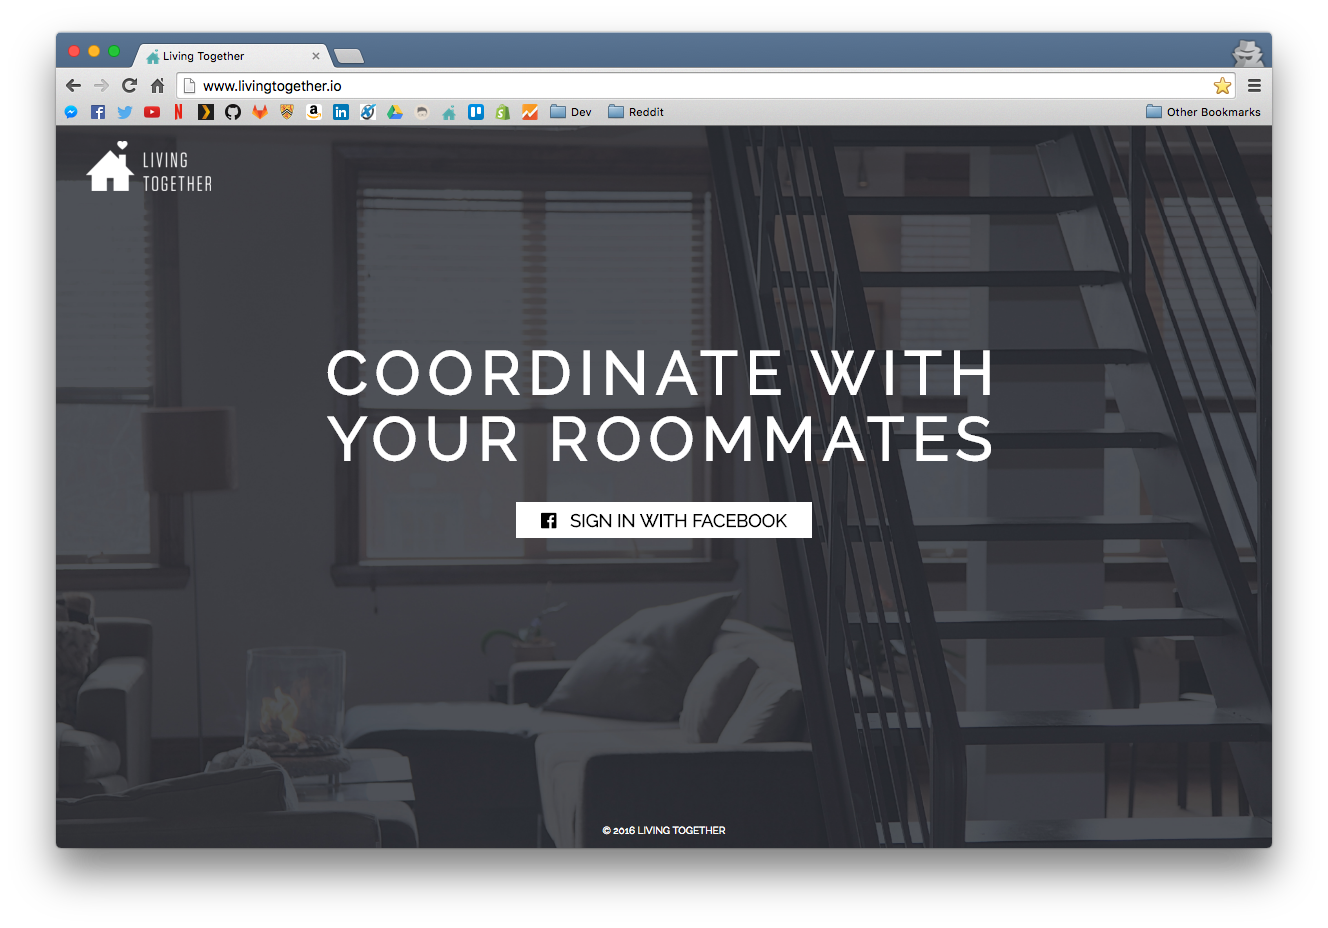 Living Together
www.livingtogether.io
Dev
Reddit
Other Bookmarks
LIVING
TOGETHER
COORDINATE WITH
YOUR ROOMMATES
SIGN IN WITH FACEBOOK
© 2016 LIVING TOGETHER